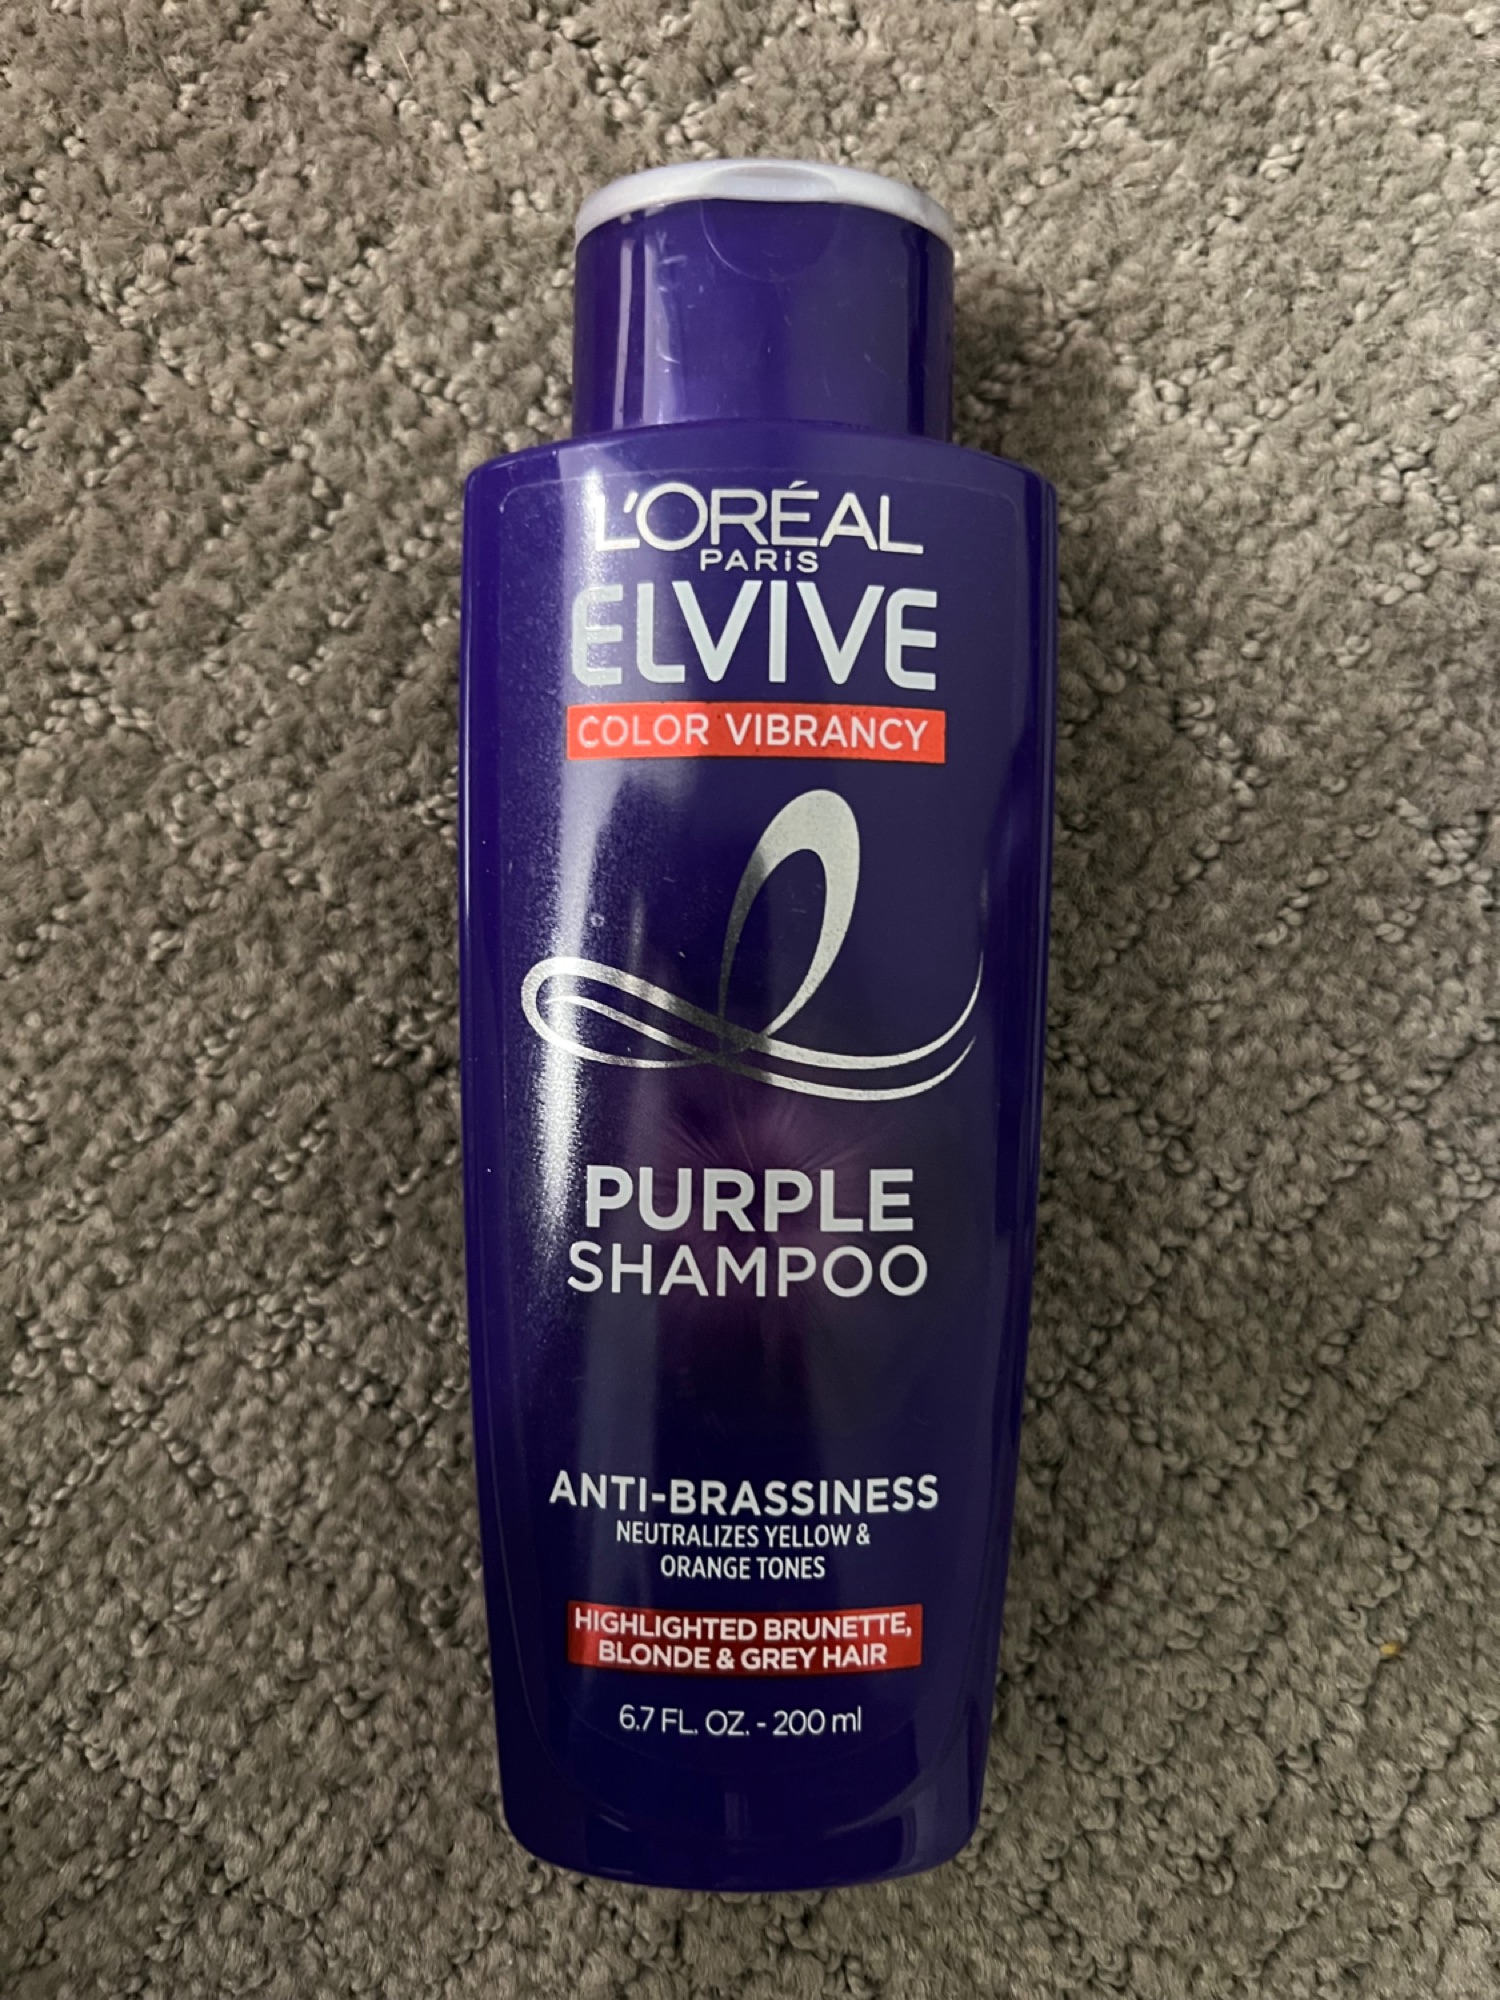 L'ORÉAL
PARiS
ELVIVE
COLOR VIBRANCY
PURPLE
SHAMPOO
ANTI-BRASSINESS
NEUTRALIZES YELLOW &
ORANGE TONES
HIGHLIGHTED BRUNETTE,
BLONDE & GREY HAIR
6.7 FL. OZ. - 200 ml